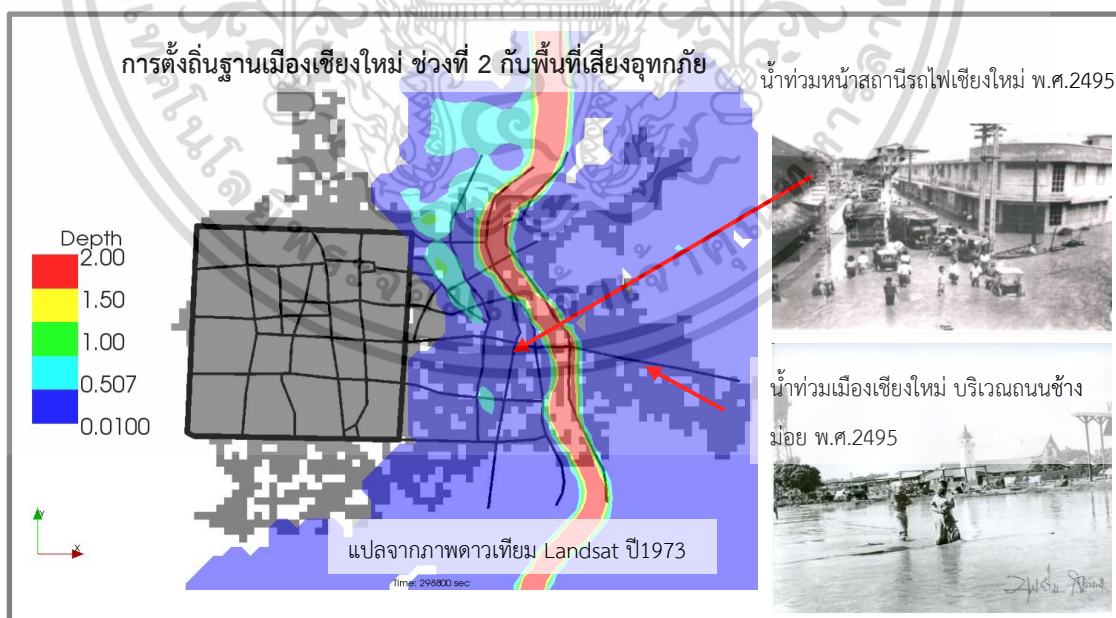 การตั้งถิ่นฐานเมืองเชียงใหม่ ช่วงที่ 2 กับพื้นที่เสี่ยงอุทกภัย
น้ำท่วมหน้าสถานีรถไฟเชียงใหม่ พ.ศ.2495
Depth
2.00
1.50
1.00
0.507
0.0100
น้ำท่วมเมืองเชียงใหม่ บริเวณถนนช้าง
ม่อย พ.ศ.2495
แปลจากภาพดาวเทียม Landsat ปี1973
Time: 298800 sec
Y
X